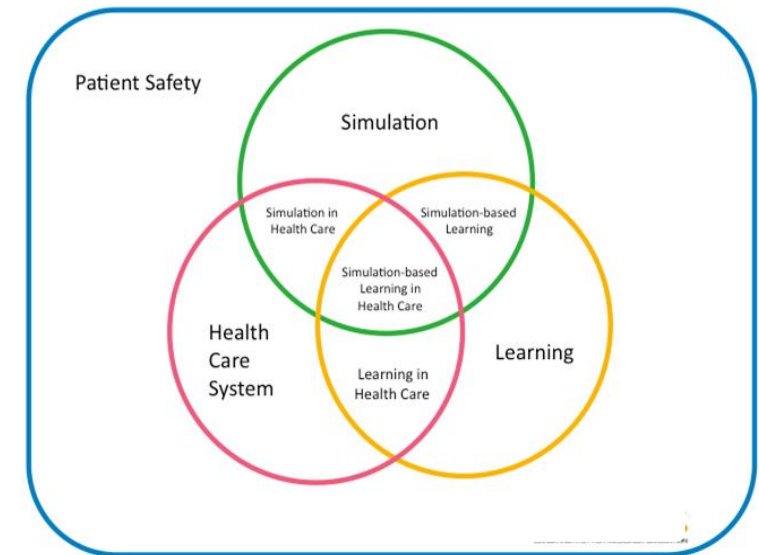 Patient Safety
Simulation
Simulation in
Health Care
Simulation-based
Learning
Simulation-based
Learning in
Health Care
Health
Care
System
Learning
Learning in
Health Care